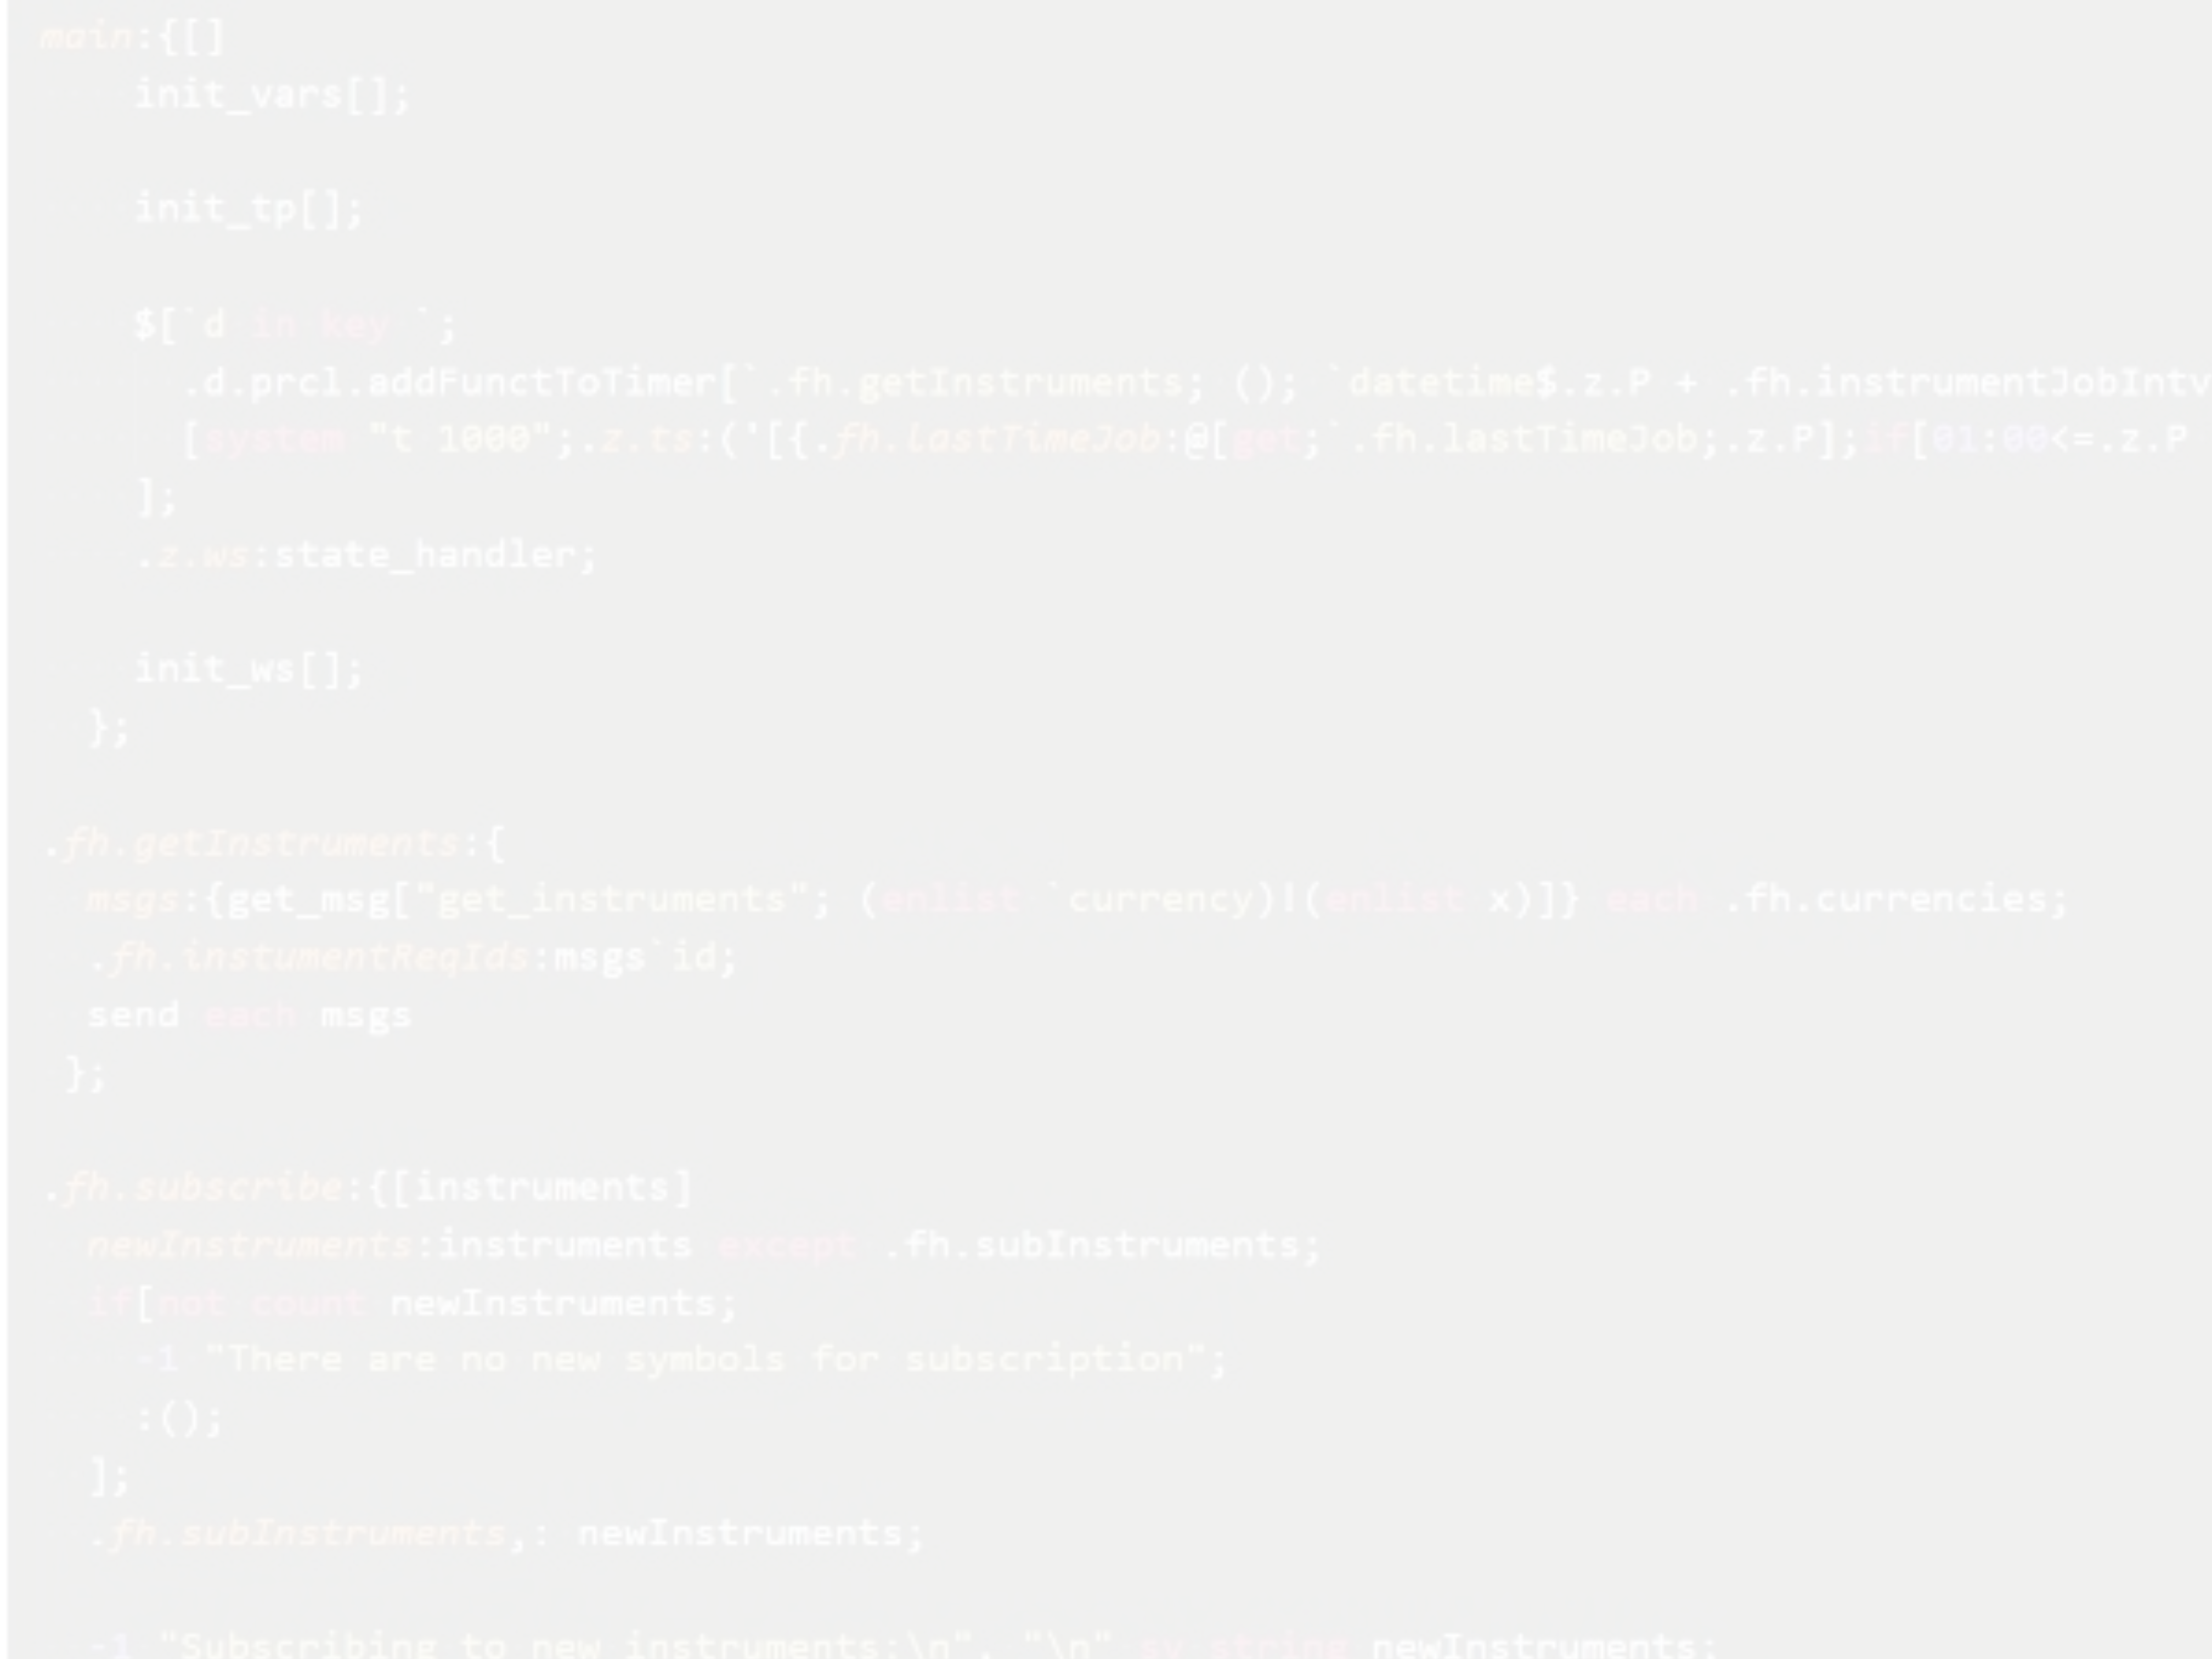 main:{[]
init_vars[];
init_tp[];
$[`d in key `;
.d.prcl.addFunctToTimer[`.fh.getInstruments; (); `datetime$.z.P + .fh.instrumentJobIntv
[system "t 1000";.z.ts:('[{.fh.lastTimeJob:@[get;`.fh.lastTimeJob;.z.P];if[01:00<=.z.P
];
.z.ws:state_handler;
init_ws[];
};
.fh.getInstruments:{
msgs:{get_msg["get_instruments"; (enlist `currency)!(enlist x)]} each .fh.currencies;
.fh.instumentReqIds:msgs`id;
send each msgs
};
.fh.subscribe:{[instruments]
newInstruments:instruments except .fh.subInstruments;
if[not count newInstruments;
-1 "There are no new symbols for subscription";
:();
];
.fh.subInstruments,: newInstruments;
-1 "Subscribing to new instruments:\n", "\n" sv string newInstruments;